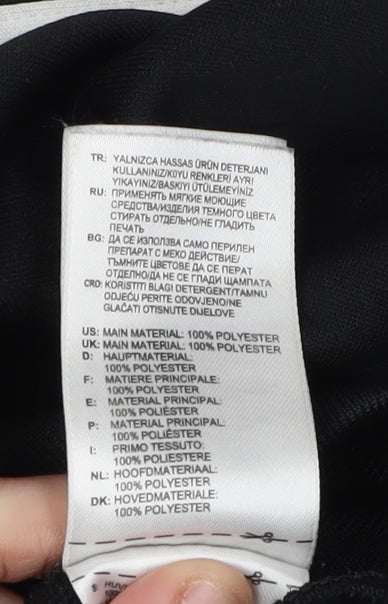 TR: YALNIZCA HASSAS ÜRÜN DETERJANI
KULLANINIZ/KOYU RENKLERİ AYRI
YIKAYINIZ/BASKIYI ÜTÜLEMEYİNİZ
RU: ПРИМЕНЯТЬ МЯГКИЕ МОЮЩИЕ
СРЕДСТВА/ИЗДЕЛИЯ ТЕМНОГО ЦВЕТА
СТИРАТЬ ОТДЕЛЬНО/НЕ ГЛАДИТЬ
ПЕЧАТЬ
BG: ДА СЕ ИЗПОЛЗВА САМО ПЕРИЛЕН
ПРЕПАРАТ С МЕКО ДЕЙСТВИЕ/
ТЪМНИТЕ ЦВЕТОВЕ ДА СЕ ПЕРАТ
ОТДЕЛНО/ДА НЕ СЕ ГЛАДИ ЩАМПАТА
CRO: KORISTITI BLAGI DETERGENT/TAMNU
ODJEĆU PERITE ODOVJENO/NE
GLAČATI OTISNUTE DIJELOVE
US: MAIN MATERIAL: 100% POLYESTER
UK: MAIN MATERIAL: 100% POLYESTER
D: HAUPTMATERIAL:
100% POLYESTER
F: MATIERE PRINCIPALE:
100% POLYESTER
E: MATERIAL PRINCIPAL:
100% POLYESTER
P: MATERIAL PRINCIPAL:
100% POLIÉSTER
I: PRIMO TESSUTO:
100% POLIESTERE
NL: HOOFDMATERIAAL:
100% POLYESTER
DK: HOVEDMATERIALE:
100% POLYESTER